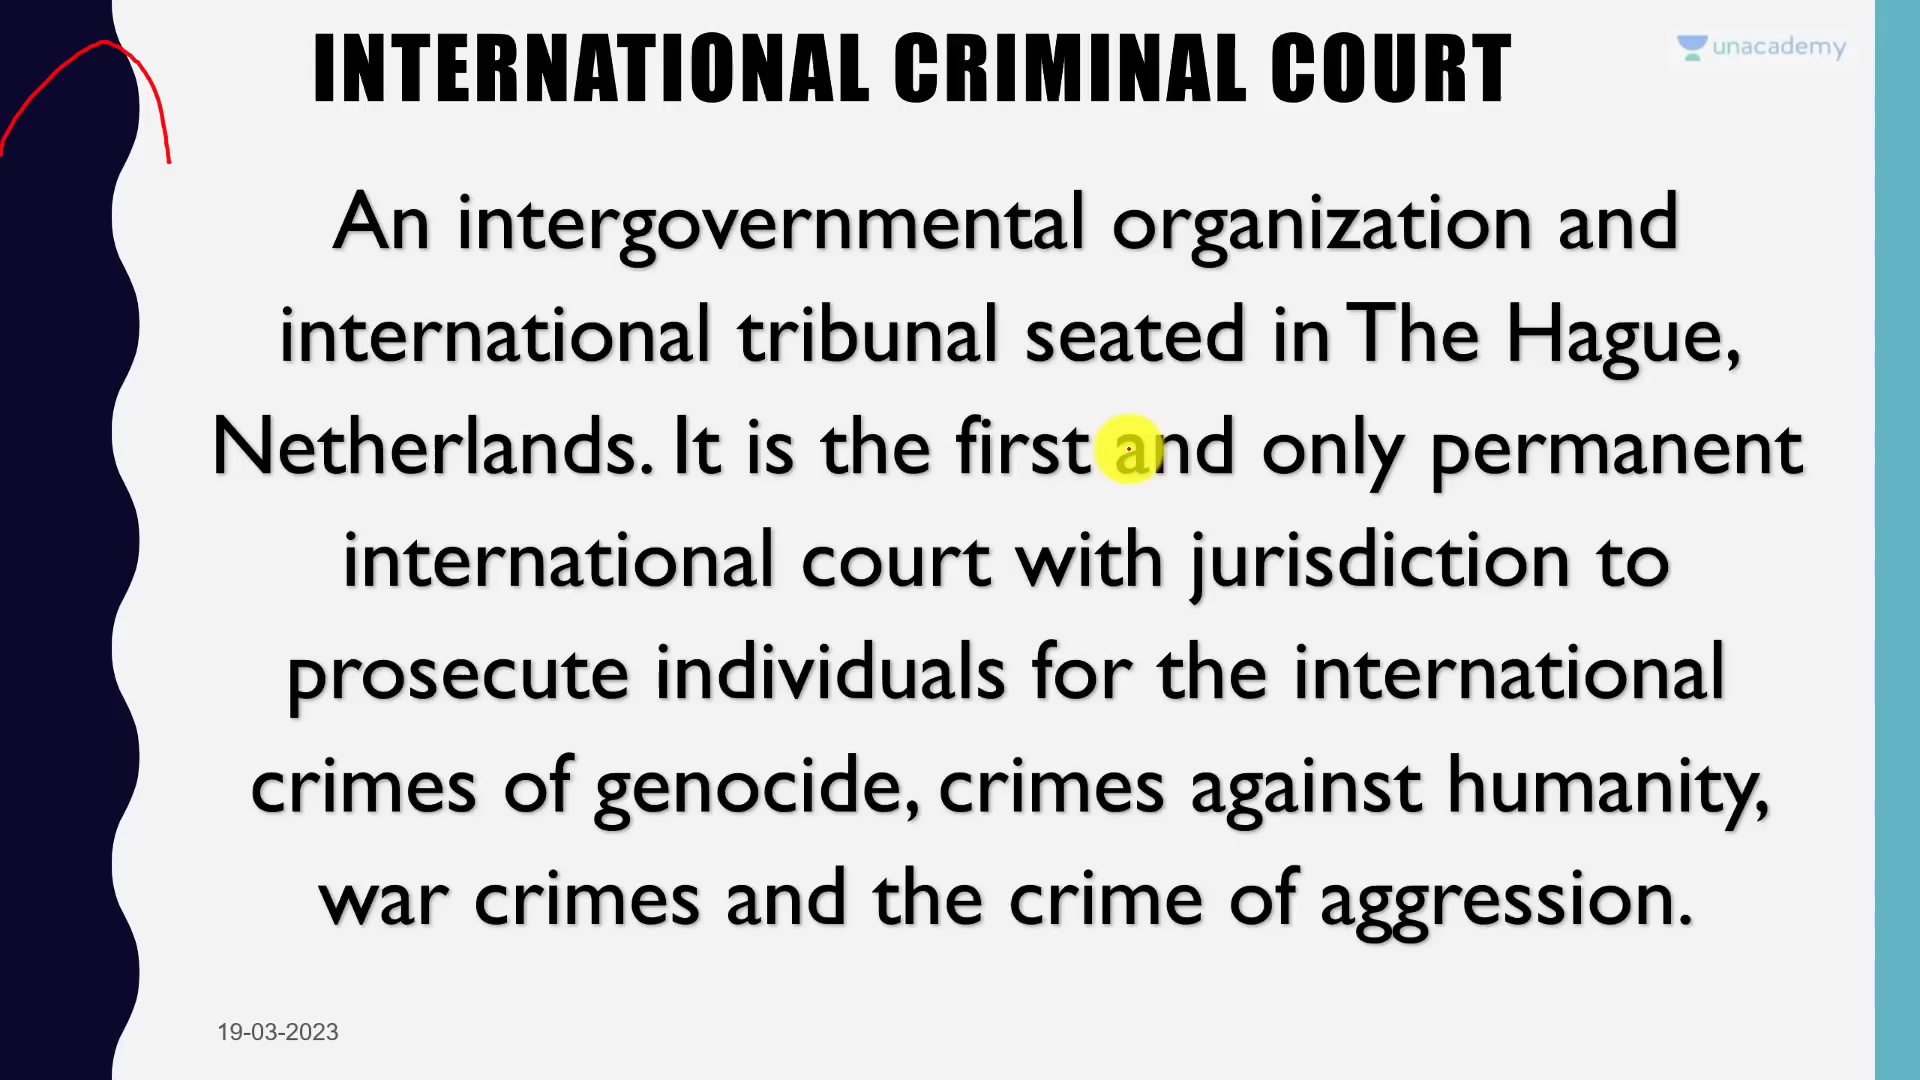 INTERNATIONAL CRIMINAL COURT
unacademy
An intergovernmental organization and
international tribunal seated in The Hague,
Netherlands. It is the first and only permanent
international court with jurisdiction to
prosecute individuals for the international
crimes of genocide, crimes against humanity,
war crimes and the crime of aggression.
19-03-2023